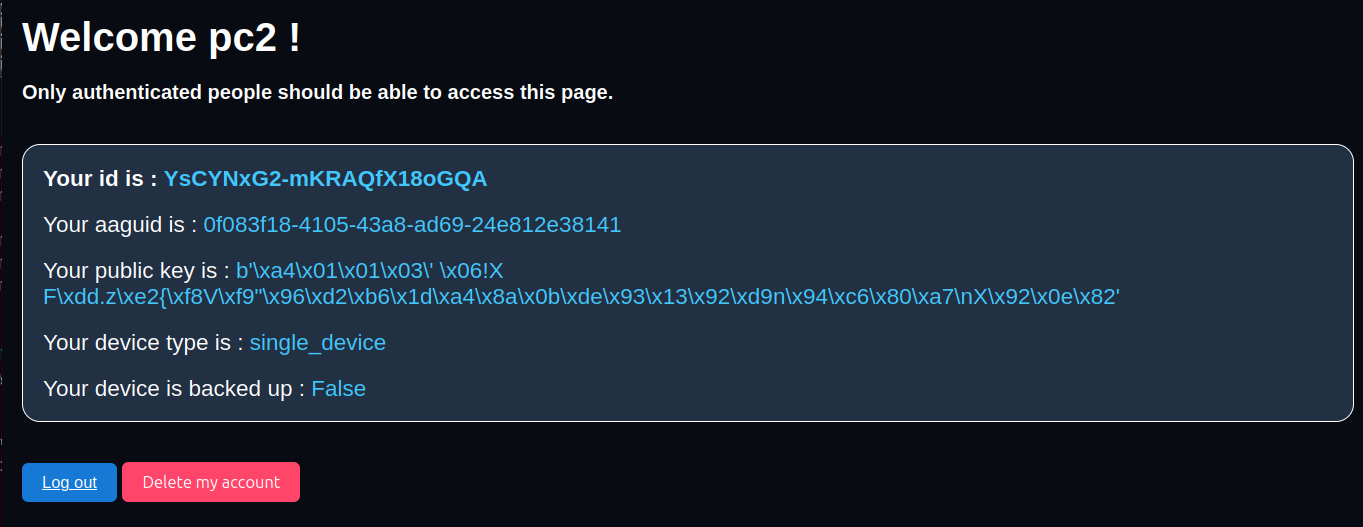 Welcome pc2 !
Only authenticated people should be able to access this page.
Your id is : YsCYNxG2-mKRAQfX18oGQA
Your aaguid is : 0f083f18-4105-43a8-ad69-24e812e38141
Your public key is : b'\xa4\x01\x01\x03\' \x06!X
F\xdd.z\xe2{\xf8V\xf9"\x96\xd2\xb6\x1d\xa4\x8a\x0b\xde\x93\x13\x92\xd9n\x94\xc6\x80\xa7\nX\x92\x0e\x82'
Your device type is : single_device
Your device is backed up : False
Log out
Delete my account